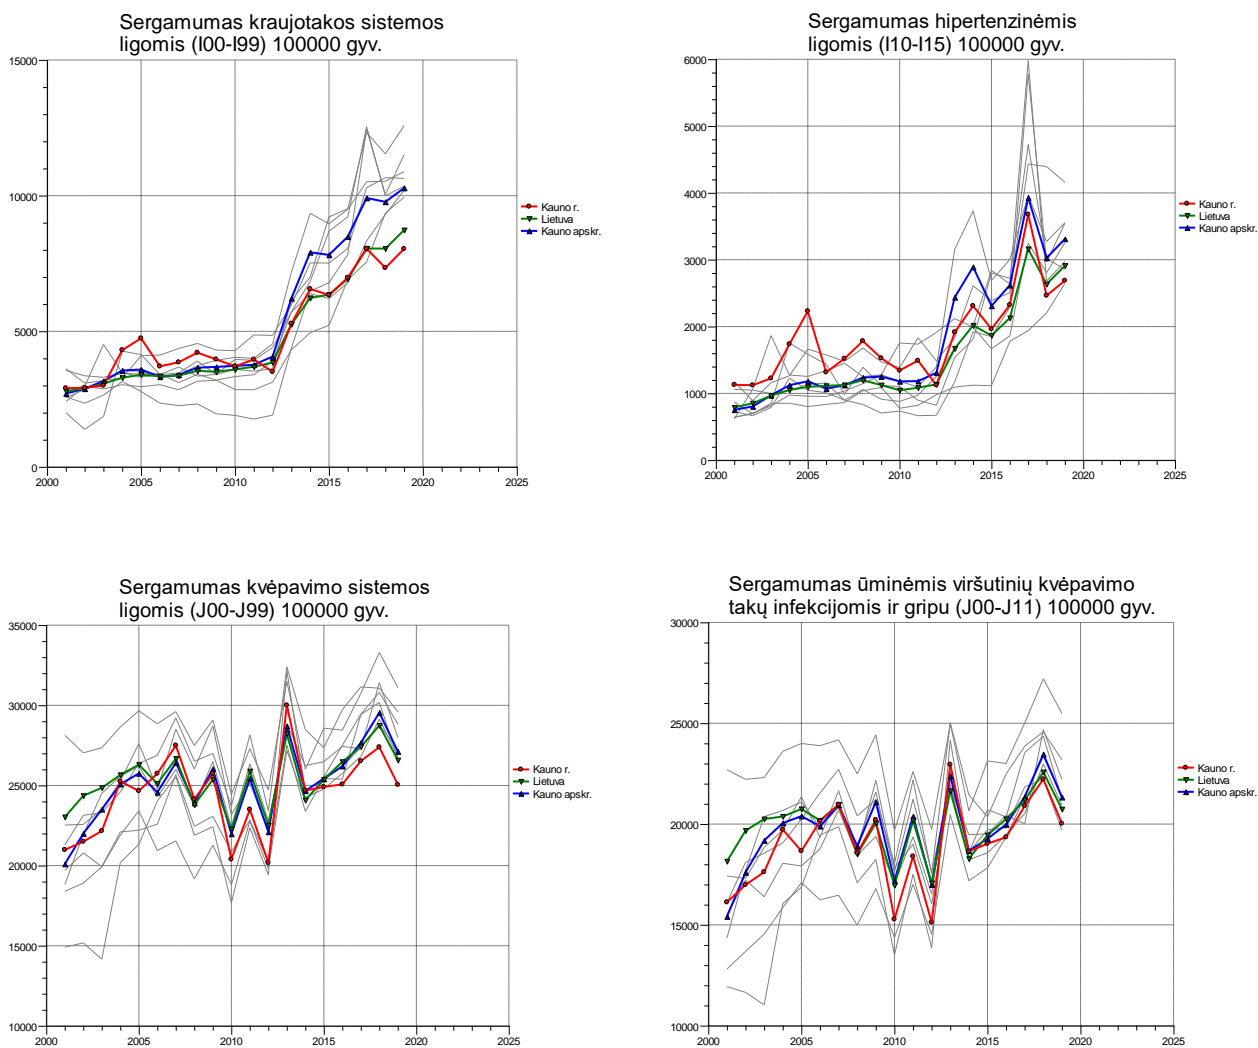 Sergamumas kraujotakos sistemos
ligomis (I00-I99) 100000 gyv.
15000
10000
5000
0
2000 2005 2010 2015 2020 2025
Kauno r.
Lietuva
Kauno apskr.
Sergamumas hipertenzinėmis
ligomis (I10-I15) 100000 gyv.
6000
5000
4000
3000
2000
1000
0
2000 2005 2010 2015 2020 2025
Kauno r.
Lietuva
Kauno apskr.
Sergamumas kvėpavimo sistemos
ligomis (J00-J99) 100000 gyv.
35000
30000
25000
20000
15000
10000
2000 2005 2010 2015 2020 2025
Kauno r.
Lietuva
Kauno apskr.
Sergamumas ūminėmis viršutinių kvėpavimo
takų infekcijomis ir gripu (J00-J11) 100000 gyv.
30000
25000
20000
15000
10000
2000 2005 2010 2015 2020 2025
Kauno r.
Lietuva
Kauno apskr.